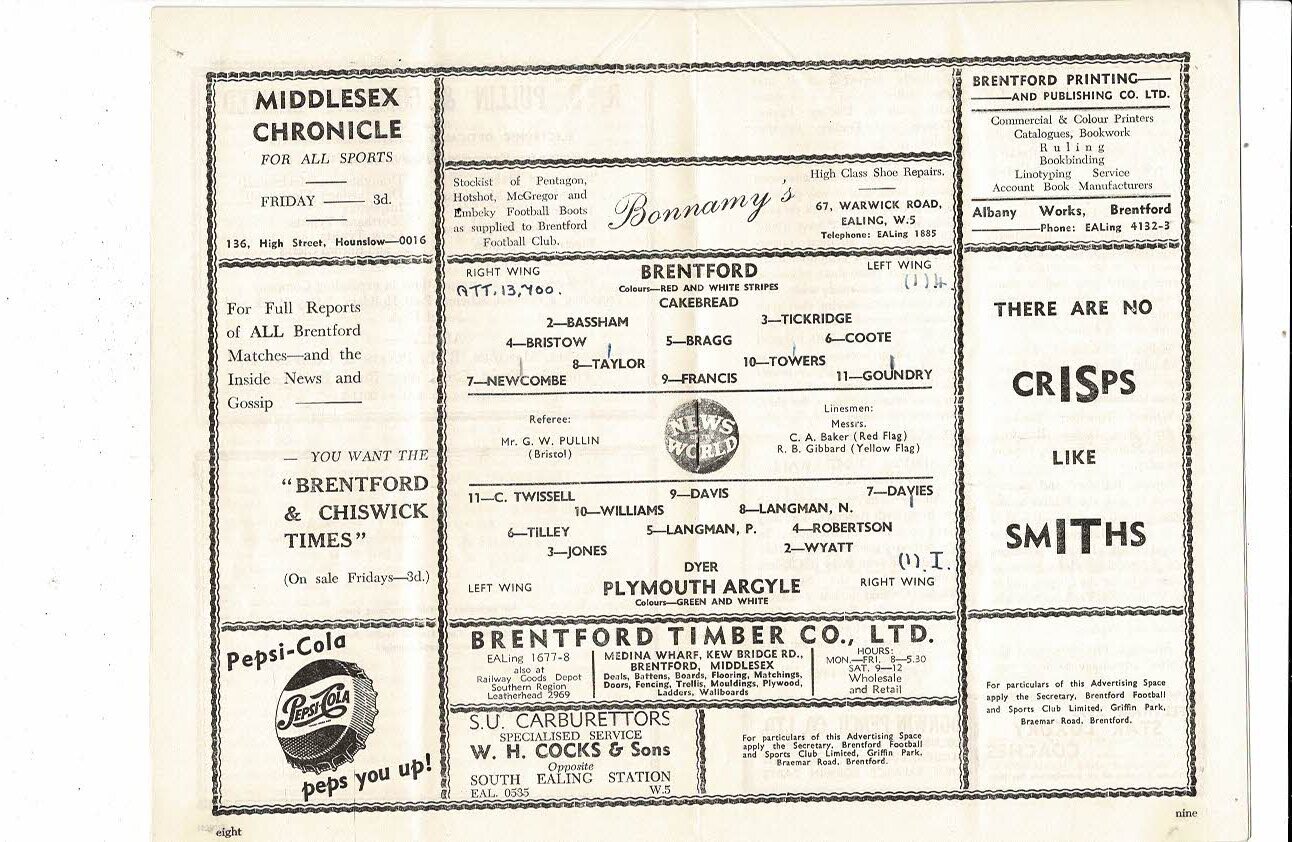 MIDDLESEX
CHRONICLE
FOR ALL SPORTS
FRIDAY —— 3d.
136, High Street, Hounslow—0016
For Full Reports
of ALL Brentford
Matches—and the
Inside News and
Gossip ——
— YOU WANT THE
"BRENTFORD
& CHISWICK
TIMES"
(On sale Fridays—3d.)
Pepsi-Cola
PEPSI-COLA
peps you up!
Stockist of Pentagon,
Hotshot, McGregor and
Embeky Football Boots
as supplied to Brentford
Football Club.
Bonnamy's
High Class Shoe Repairs.
67, WARWICK ROAD,
EALING, W.5
Telephone: EALing 1885
RIGHT WING BRENTFORD LEFT WING
ATT. 13,700. Colours—RED AND WHITE STRIPES (1) 4.
CAKEBREAD
2—BASSHAM 3—TICKRIDGE
4—BRISTOW 5—BRAGG 6—COOTE
8—TAYLOR 10—TOWERS
7—NEWCOMBE 9—FRANCIS 11—GOUNDRY
Referee:
Mr. G. W. PULLIN
(Bristol)
NEWS
OF THE
WORLD
Linesmen:
Messrs.
C. A. Baker (Red Flag)
R. B. Gibbard (Yellow Flag)
11—C. TWISSELL 9—DAVIS 7—DAVIES
10—WILLIAMS 8—LANGMAN, N.
6—TILLEY 5—LANGMAN, P. 4—ROBERTSON
3—JONES 2—WYATT
DYER (1). I.
LEFT WING PLYMOUTH ARGYLE RIGHT WING
Colours—GREEN AND WHITE
BRENTFORD TIMBER CO., LTD.
EALing 1677-8
also at
Railway Goods Depot
Southern Region
Leatherhead 2969
MEDINA WHARF, KEW BRIDGE RD.,
BRENTFORD, MIDDLESEX
Deals, Battens, Boards, Flooring, Matchings,
Doors, Fencing, Trellis, Mouldings, Plywood,
Ladders, Wallboards
HOURS:
MON.—FRI. 8—5.30
SAT. 9—12
Wholesale
and Retail
S.U. CARBURETTORS
SPECIALISED SERVICE
W. H. COCKS & Sons
Opposite
SOUTH EALING STATION
EAL. 0535 W.5
For particulars of this Advertising Space
apply the Secretary, Brentford Football
and Sports Club Limited, Griffin Park,
Braemar Road, Brentford.
BRENTFORD PRINTING——
——AND PUBLISHING CO. LTD.
Commercial & Colour Printers
Catalogues, Bookwork
Ruling
Bookbinding
Linotyping Service
Account Book Manufacturers
Albany Works, Brentford
——Phone: EALing 4132-3
THERE ARE NO
CRISPS
LIKE
SMITHS
For particulars of this Advertising Space
apply the Secretary, Brentford Football
and Sports Club Limited, Griffin Park,
Braemar Road, Brentford.
eight
nine